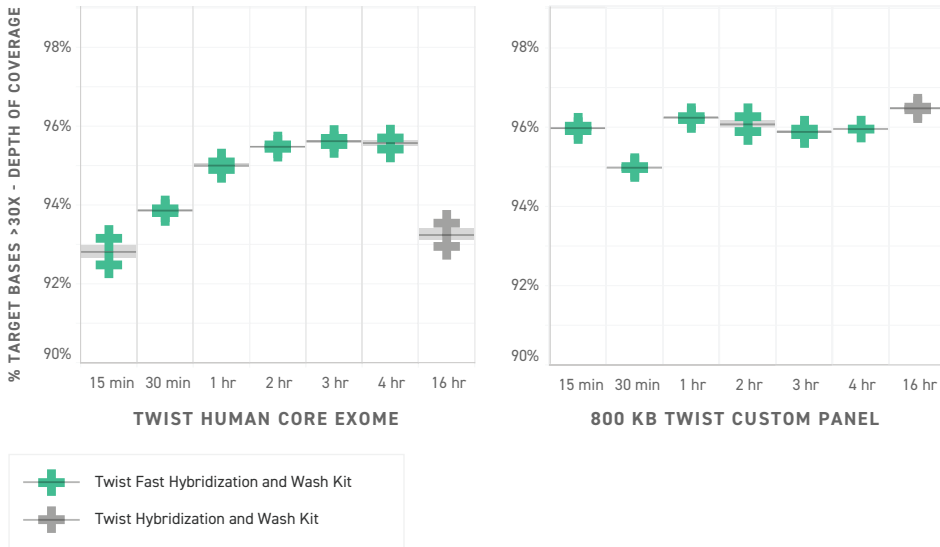 % TARGET BASES >30X - DEPTH OF COVERAGE
98%
96%
94%
92%
90%
15 min 30 min 1 hr 2 hr 3 hr 4 hr 16 hr
TWIST HUMAN CORE EXOME
98%
96%
94%
92%
90%
15 min 30 min 1 hr 2 hr 3 hr 4 hr 16 hr
800 KB TWIST CUSTOM PANEL
Twist Fast Hybridization and Wash Kit
Twist Hybridization and Wash Kit